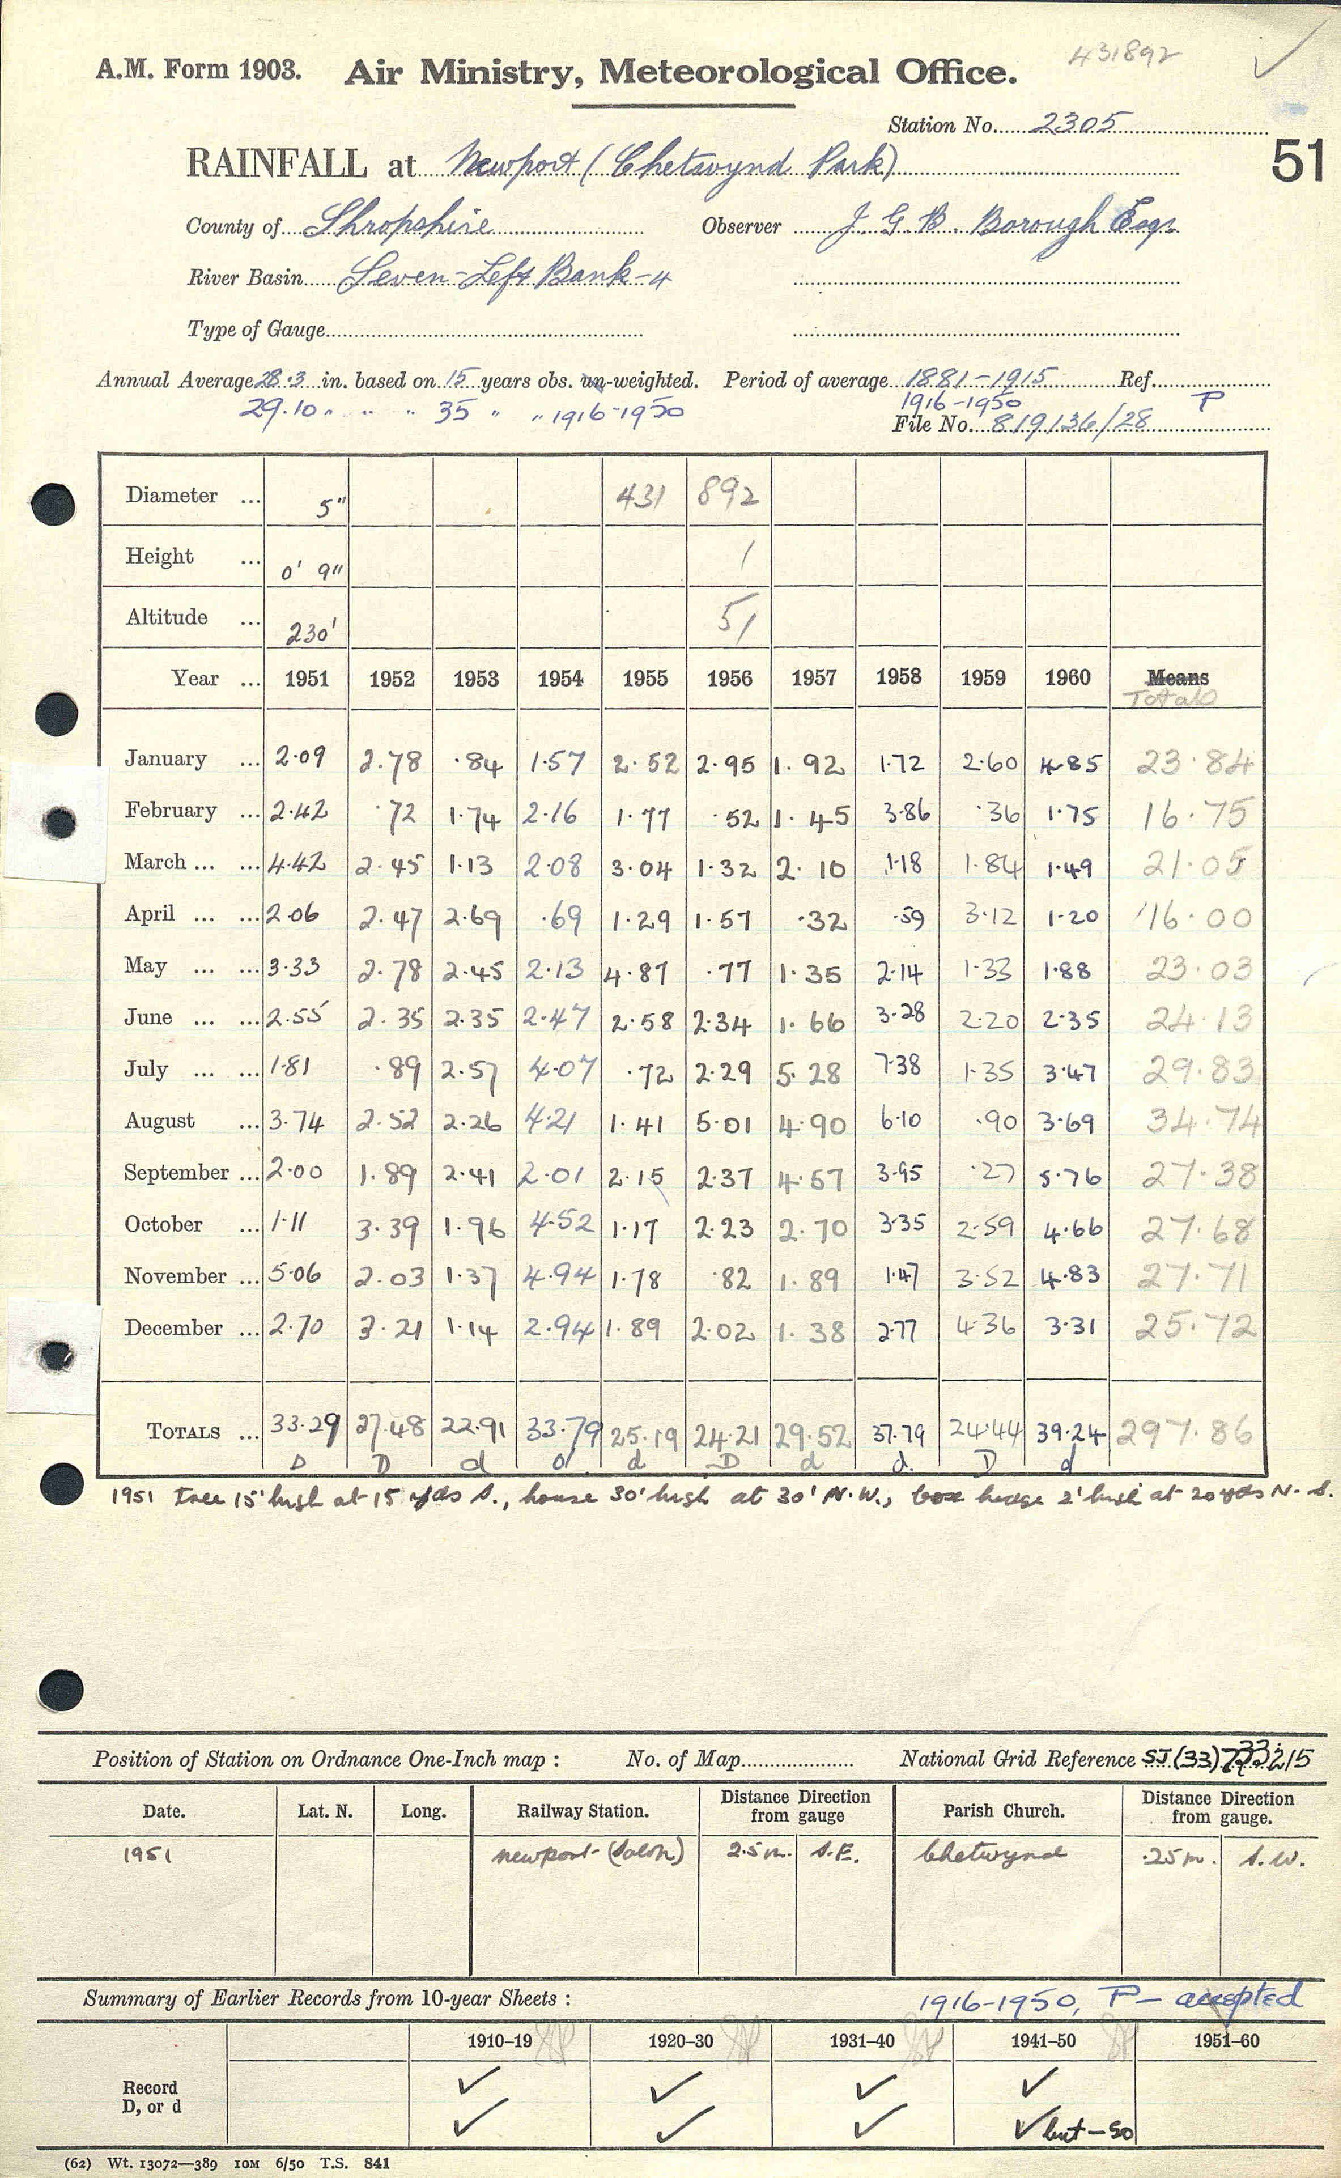 431892
A.M. Form 1903. Air Ministry, Meteorological Office.
Station No. 2305
51
RAINFALL at Newport (Chetwynd Park)
County of Shropshire Observer J. G. B. Borough Esqr.
River Basin Seven-Left Bank-4
Type of Gauge
Annual Average 28.3 in. based on 15 years obs. un-weighted. Period of average 1881-1915 Ref.
29.10 " " " 35 " " 1916-1950 1916-1950 P
File No. 819136/28
Diameter ... 5" 431 892
Height ... 0' 9" 1
Altitude ... 230' 51
Year ... 1951 1952 1953 1954 1955 1956 1957 1958 1959 1960 Means
Totals
January ... 2.09 2.78 .84 1.57 2.52 2.95 1.92 1.72 2.60 4.85 23.84
February ... 2.42 .72 1.74 2.16 1.77 .52 1.45 3.86 .36 1.75 16.75
March ... ... 4.42 2.45 1.13 2.08 3.04 1.32 2.10 1.18 1.84 1.49 21.05
April ... ... 2.06 2.47 2.69 .69 1.29 1.57 .32 .59 3.12 1.20 16.00
May ... ... 3.33 2.78 2.45 2.13 4.87 .77 1.35 2.14 1.33 1.88 23.03
June ... ... 2.55 2.35 2.35 2.47 2.58 2.34 1.66 3.28 2.20 2.35 24.13
July ... ... 1.81 .89 2.57 4.07 .72 2.29 5.28 7.38 1.35 3.47 29.83
August ... 3.74 2.52 2.26 4.21 1.41 5.01 4.90 6.10 .90 3.69 34.74
September ... 2.00 1.89 2.41 2.01 2.15 2.37 4.57 3.95 .27 5.76 27.38
October ... 1.11 3.39 1.96 4.52 1.17 2.23 2.70 3.35 2.59 4.66 27.68
November ... 5.06 2.03 1.37 4.94 1.78 .82 1.89 1.47 3.52 4.83 27.71
December ... 2.70 3.21 1.14 2.94 1.89 2.02 1.38 2.77 4.36 3.31 25.72
TOTALS ... 33.29 27.48 22.91 33.79 25.19 24.21 29.52 37.79 24.44 39.24 297.86
D D d d d D d d D d
1951 tree 15' high at 15 yds S., house 30' high at 30' N.W., box hedge 2' high at 20 yds N. S.
Position of Station on Ordnance One-Inch map : No. of Map National Grid Reference SJ (33) 733215
Date. Lat. N. Long. Railway Station. Distance Direction from gauge Parish Church. Distance Direction from gauge.
1951 Newport (Salop) 2.5 m. S.E. Chetwynd .25 m. S.W.
Summary of Earlier Records from 10-year Sheets : 1916-1950, P - accepted
1910-19 1920-30 1931-40 1941-50 1951-60
Record
D, or d
but - 50
(62) Wt. 13072—389 10M 6/50 T.S. 841